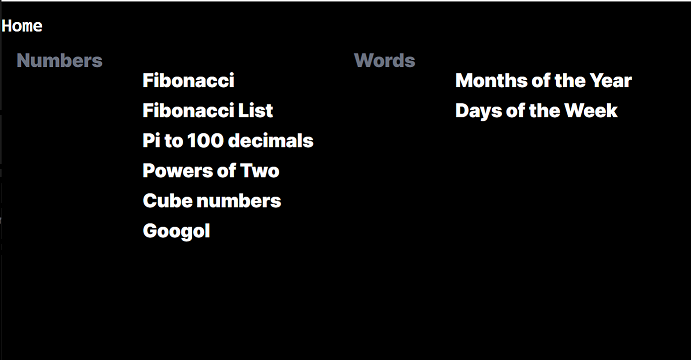 Home
Numbers
Fibonacci
Fibonacci List
Pi to 100 decimals
Powers of Two
Cube numbers
Googol
Words
Months of the Year
Days of the Week